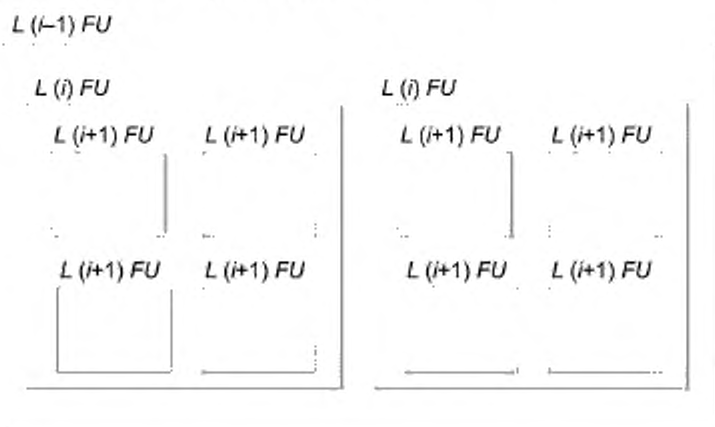 L (i–1) FU
L (i) FU L (i) FU
L (i+1) FU L (i+1) FU L (i+1) FU L (i+1) FU
L (i+1) FU L (i+1) FU L (i+1) FU L (i+1) FU